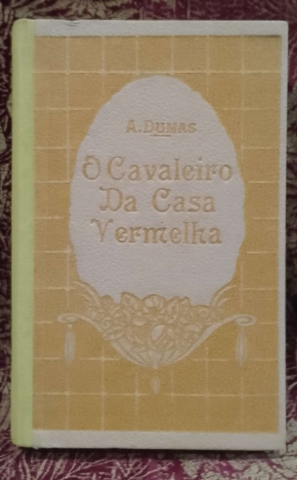 A. DUMAS
O Cavaleiro
Da Casa
Vermelha